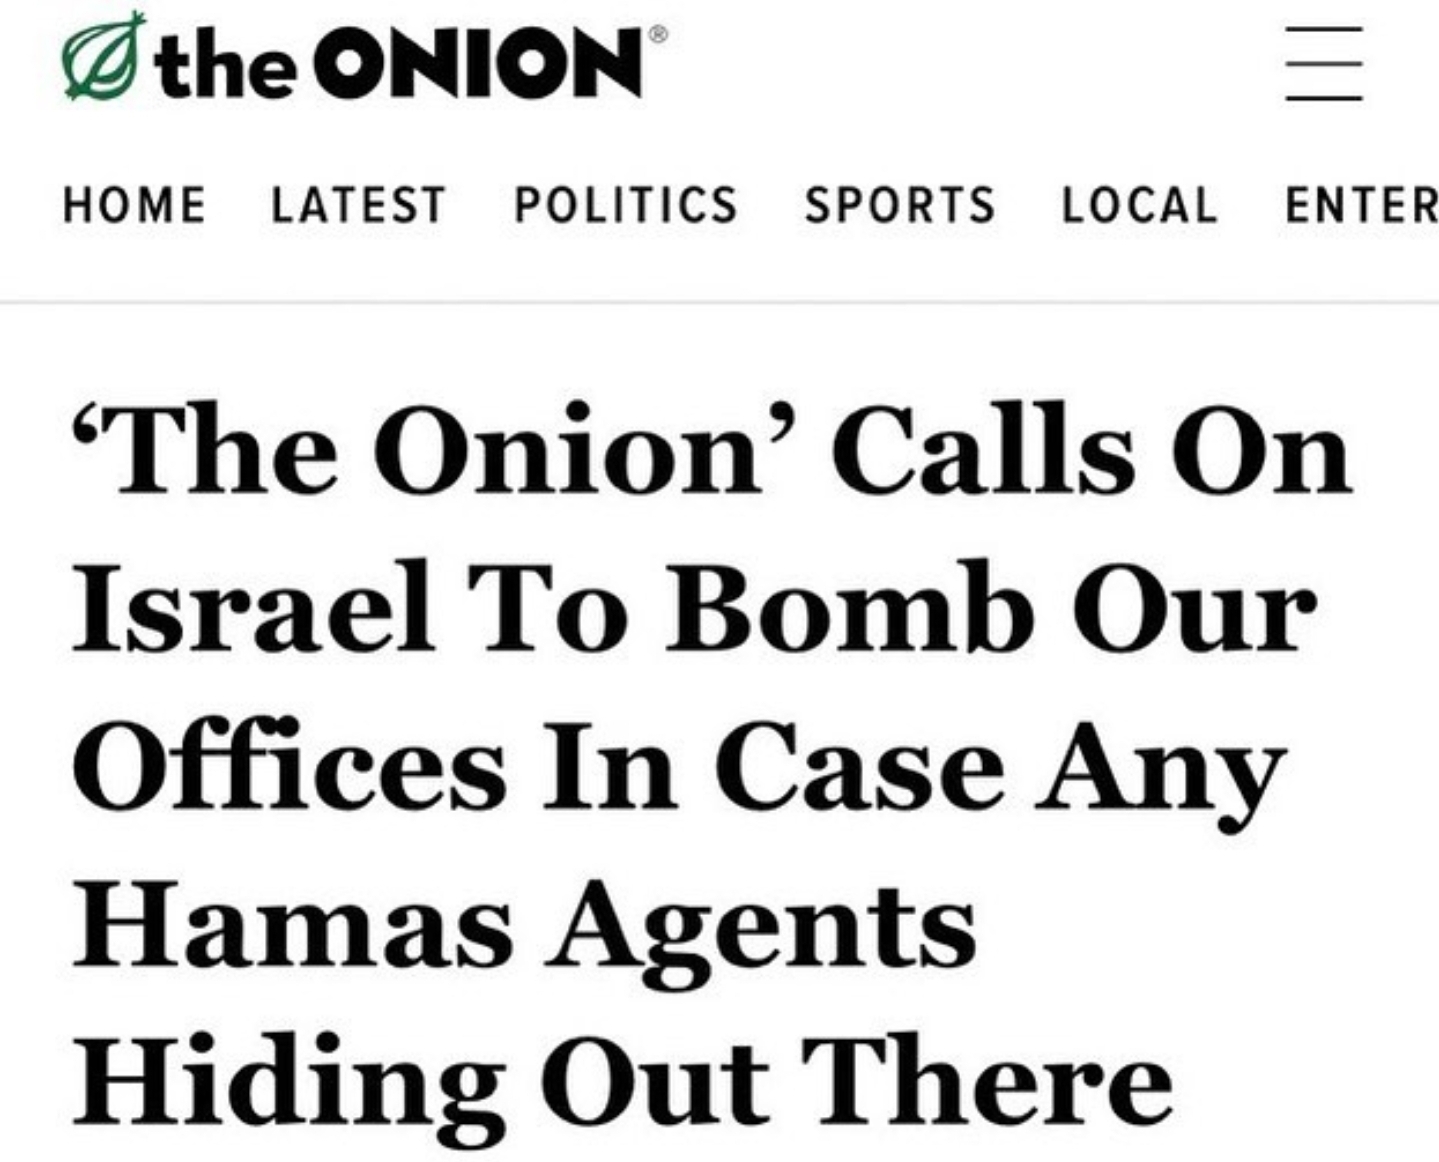 the ONION®
HOME LATEST POLITICS SPORTS LOCAL ENTER
‘The Onion’ Calls On
Israel To Bomb Our
Offices In Case Any
Hamas Agents
Hiding Out There